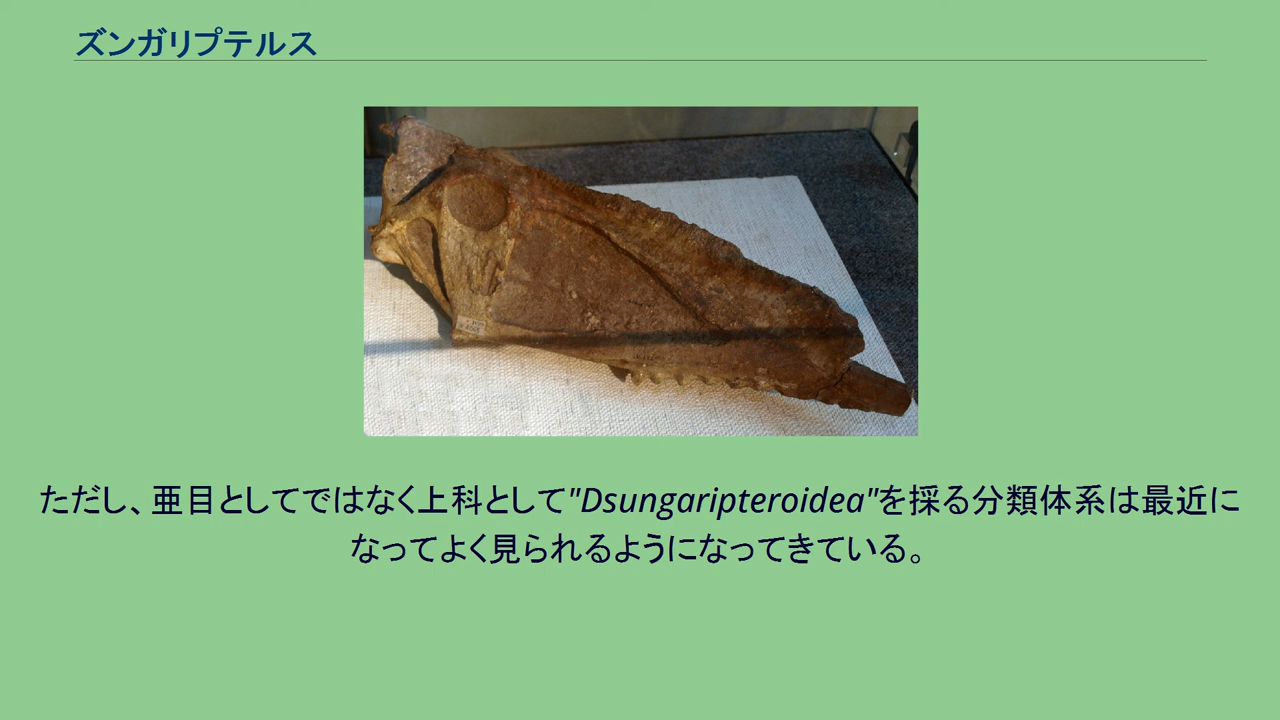 ズンガリプテルス
ただし、亜目としてではなく上科として"Dsungaripteroidea"を採る分類体系は最近に
なってよく見られるようになってきている。